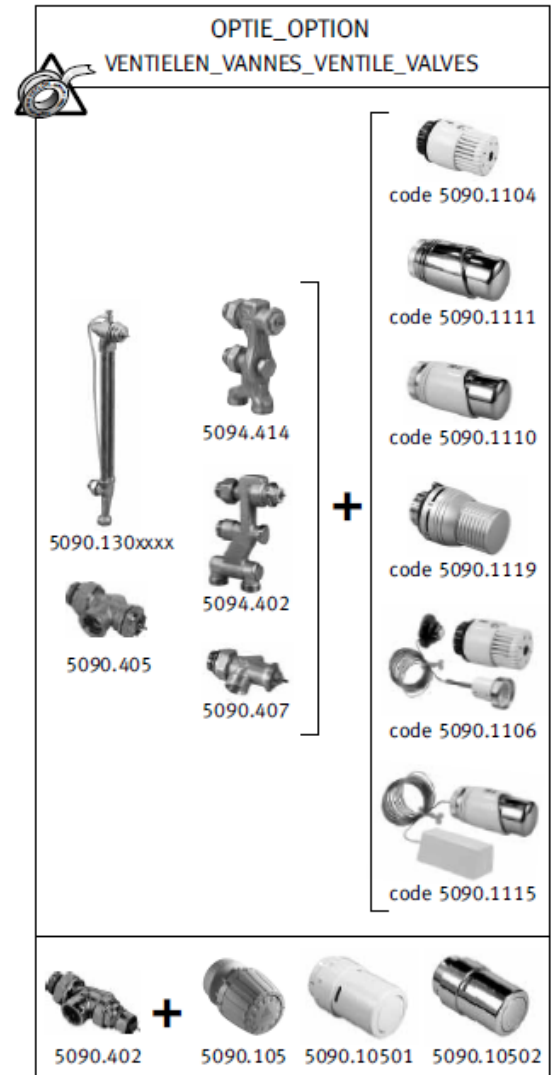 OPTIE_OPTION
VENTIELEN_VANNES_VENTILE_VALVES
5090.130xxxx
5090.405
5094.414
5094.402
5090.407
+
code 5090.1104
code 5090.1111
code 5090.1110
code 5090.1119
code 5090.1106
code 5090.1115
+
5090.402 5090.105 5090.10501 5090.10502